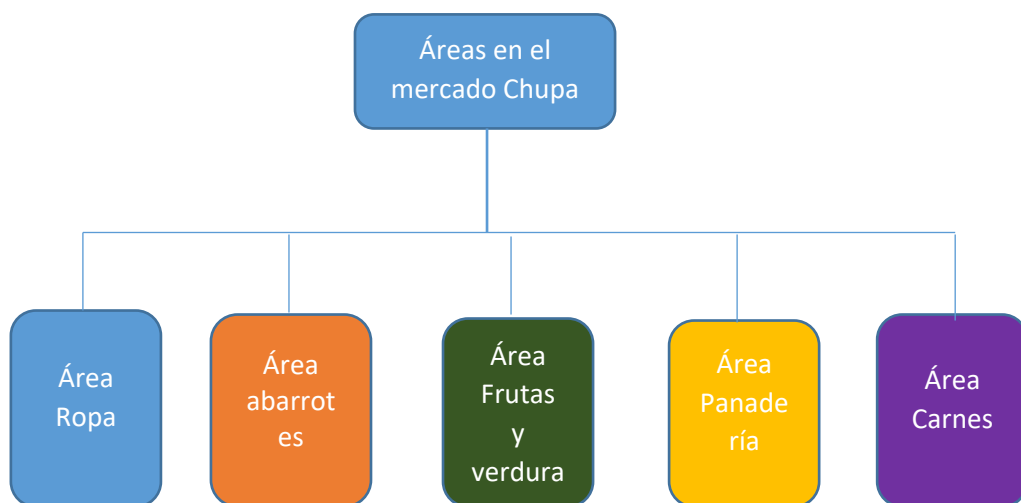 Áreas en el
mercado Chupa
Área
Ropa
Área
abarrot
es
Área
Frutas
y
verdura
Área
Panade
ría
Área
Carnes